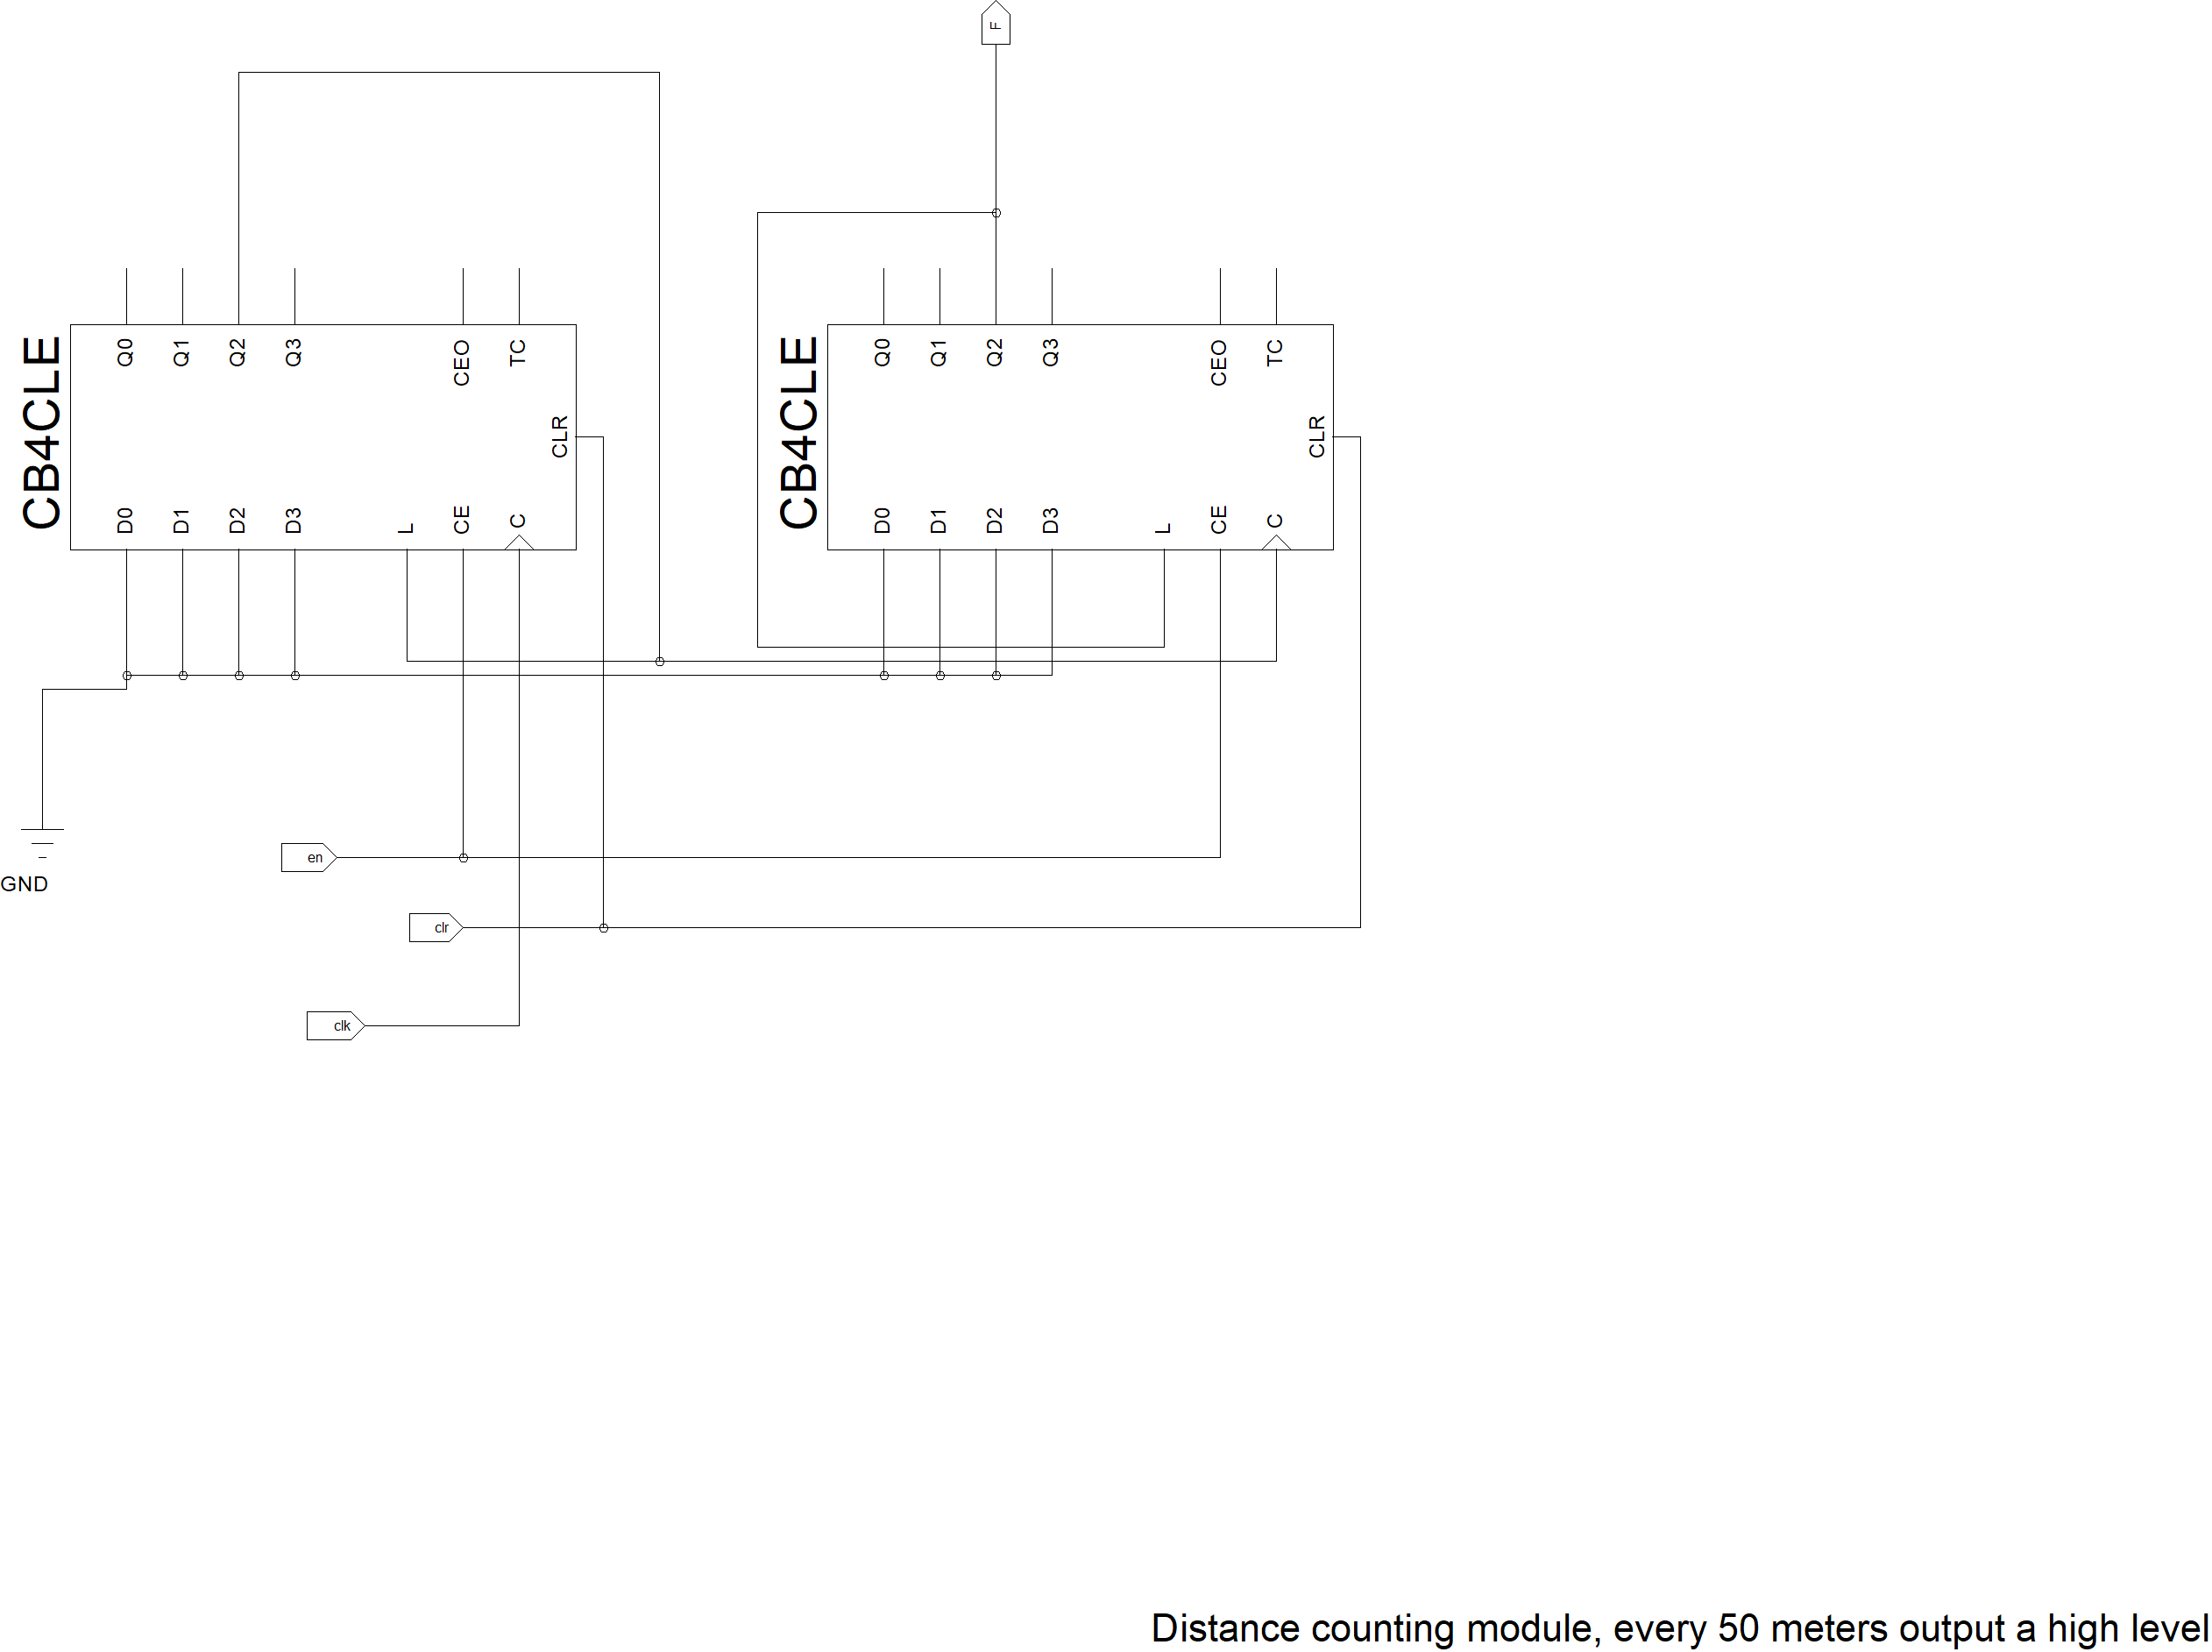 F
CB4CLE
Q0 Q1 Q2 Q3 CEO TC
CLR
D0 D1 D2 D3 L CE C
CB4CLE
Q0 Q1 Q2 Q3 CEO TC
CLR
D0 D1 D2 D3 L CE C
GND
en
clr
clk
Distance counting module, every 50 meters output a high level